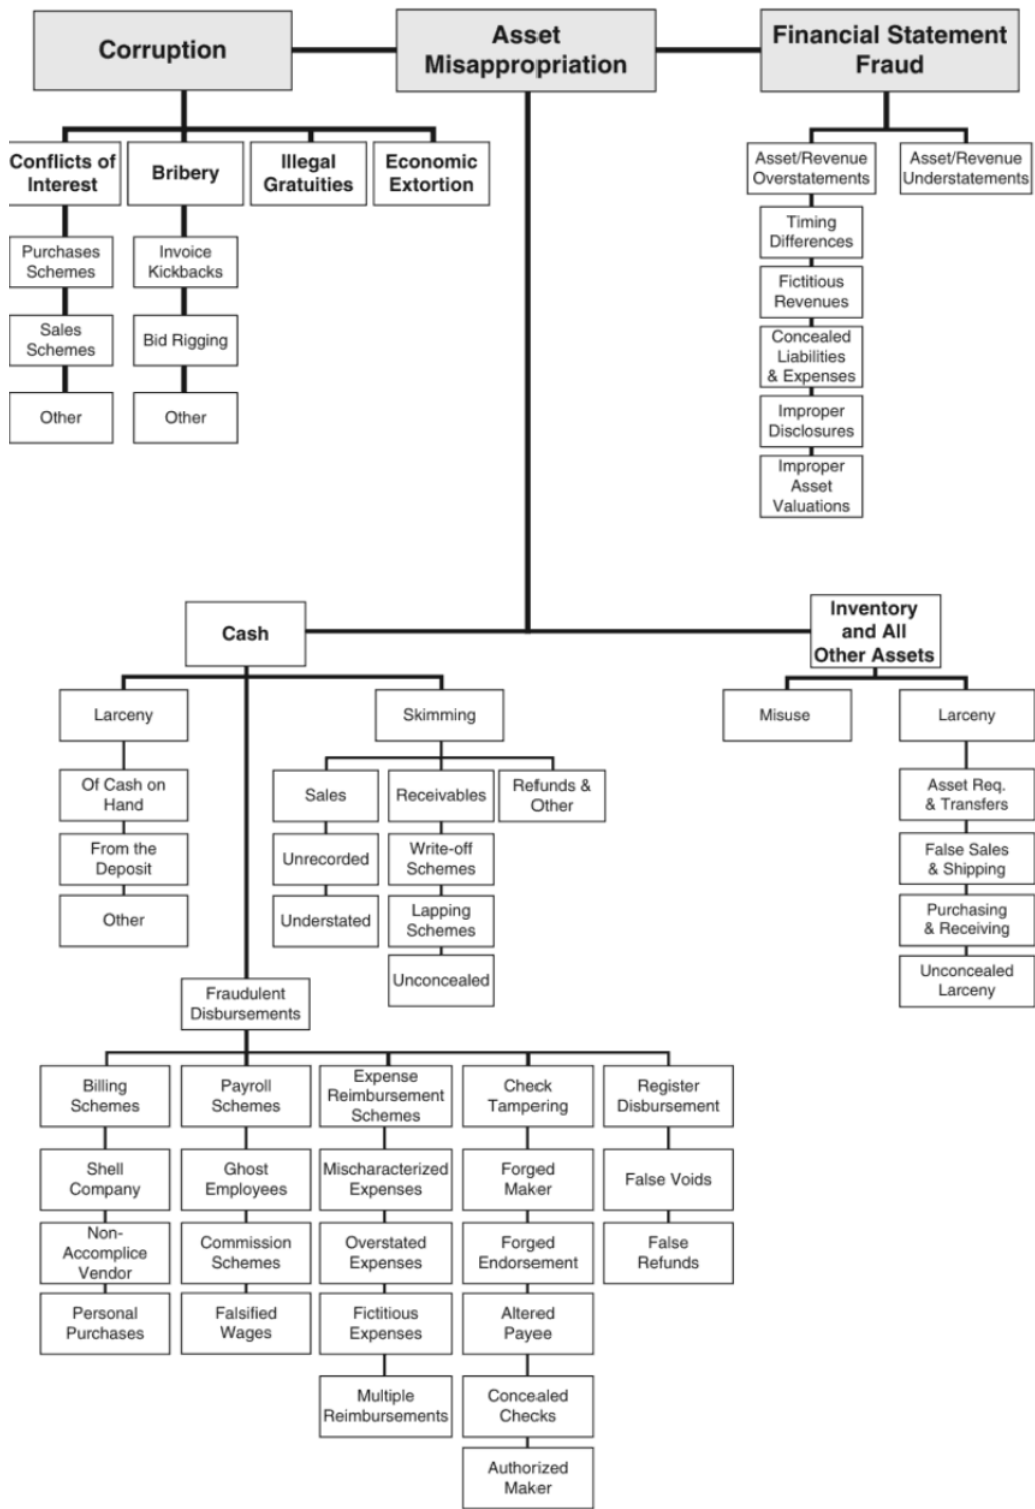 Corruption
Asset
Misappropriation
Financial Statement
Fraud
Conflicts of
Interest
Bribery
Illegal
Gratuities
Economic
Extortion
Asset/Revenue
Overstatements
Asset/Revenue
Understatements
Purchases
Schemes
Sales
Schemes
Other
Invoice
Kickbacks
Bid Rigging
Other
Timing
Differences
Fictitious
Revenues
Concealed
Liabilities
& Expenses
Improper
Disclosures
Improper
Asset
Valuations
Cash
Inventory
and All
Other Assets
Larceny
Of Cash on
Hand
From the
Deposit
Other
Skimming
Sales
Unrecorded
Understated
Receivables
Write-off
Schemes
Lapping
Schemes
Unconcealed
Refunds &
Other
Misuse
Larceny
Asset Req.
& Transfers
False Sales
& Shipping
Purchasing
& Receiving
Unconcealed
Larceny
Fraudulent
Disbursements
Billing
Schemes
Shell
Company
Non-
Accomplice
Vendor
Personal
Purchases
Payroll
Schemes
Ghost
Employees
Commission
Schemes
Falsified
Wages
Expense
Reimbursement
Schemes
Mischaracterized
Expenses
Overstated
Expenses
Fictitious
Expenses
Multiple
Reimbursements
Check
Tampering
Forged
Maker
Forged
Endorsement
Altered
Payee
Concealed
Checks
Authorized
Maker
Register
Disbursement
False Voids
False
Refunds